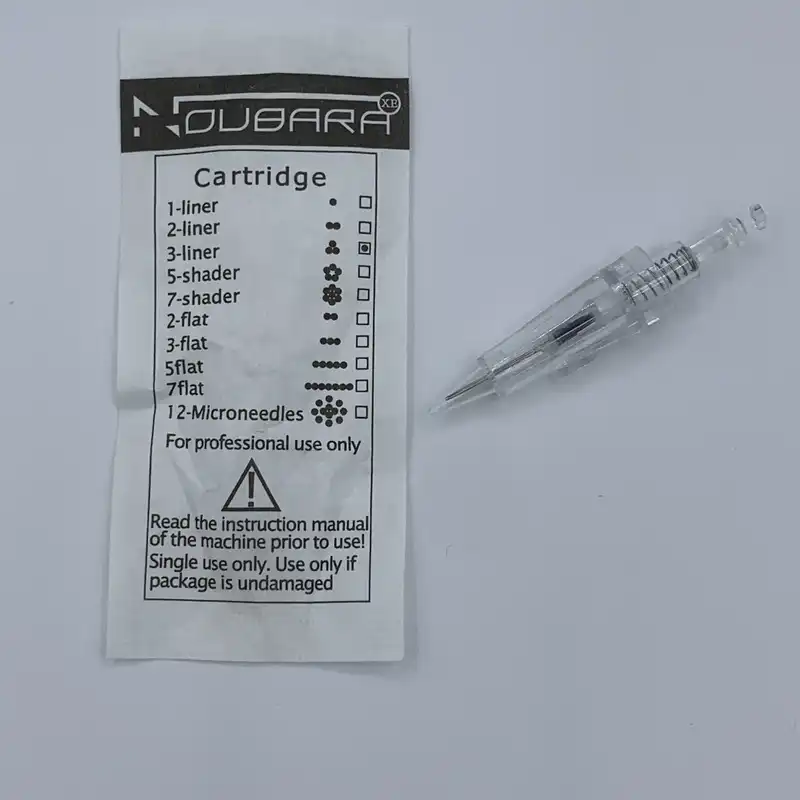 NOUBARA XE
Cartridge
1-liner
2-liner
3-liner
5-shader
7-shader
2-flat
3-flat
5flat
7flat
12-Microneedles
For professional use only
!
Read the instruction manual
of the machine prior to use!
Single use only. Use only if
package is undamaged